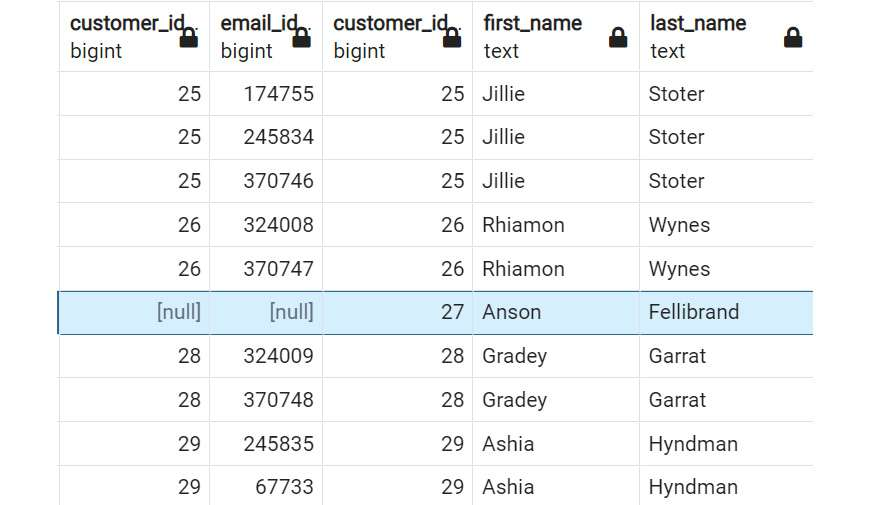 customer_id email_id customer_id first_name last_name
bigint bigint bigint text text
25 174755 25 Jillie Stoter
25 245834 25 Jillie Stoter
25 370746 25 Jillie Stoter
26 324008 26 Rhiamon Wynes
26 370747 26 Rhiamon Wynes
[null] [null] 27 Anson Fellibrand
28 324009 28 Gradey Garrat
28 370748 28 Gradey Garrat
29 245835 29 Ashia Hyndman
29 67733 29 Ashia Hyndman